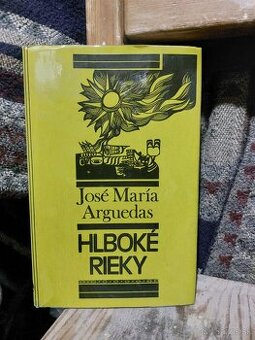 José María
Arguedas
HLBOKÉ
RIEKY